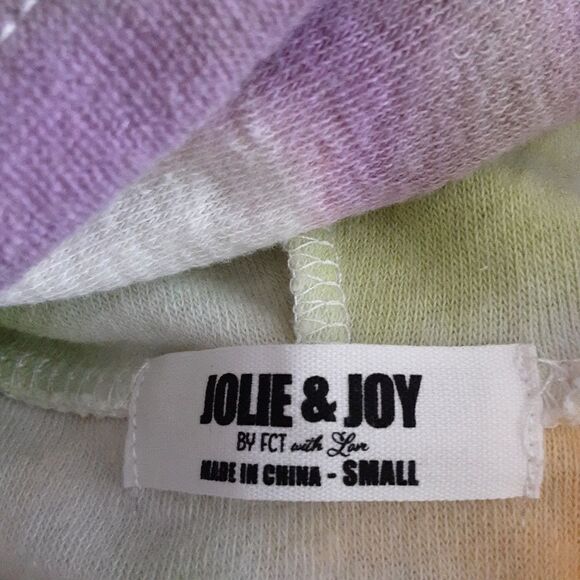 JOLIE & JOY
BY FCT with Love
MADE IN CHINA - SMALL